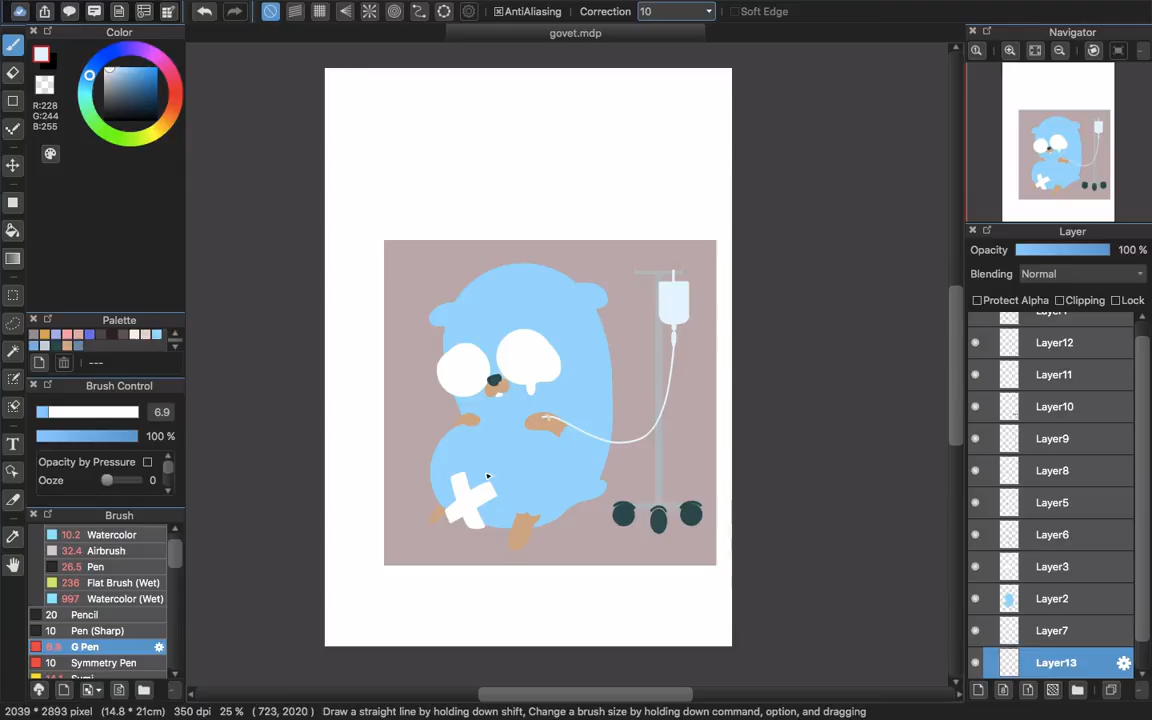 AntiAliasing
Correction
10
Soft Edge
govet.mdp
Color
R:228
G:244
B:255
Palette
---
Brush Control
6.9
100 %
Opacity by Pressure
Ooze
0
Brush
10.2 Watercolor
32.4 Airbrush
26.5 Pen
236 Flat Brush (Wet)
997 Watercolor (Wet)
20 Pencil
10 Pen (Sharp)
G Pen
10 Symmetry Pen
Sumi
Navigator
Layer
Opacity
100 %
Blending
Normal
Protect Alpha
Clipping
Lock
Layer12
Layer11
Layer10
Layer9
Layer8
Layer5
Layer6
Layer3
Layer2
Layer7
Layer13
2039 * 2893 pixel (14.8 * 21cm) 350 dpi 25 % ( 723, 2020 ) Draw a straight line by holding down shift, Change a brush size by holding down command, option, and dragging